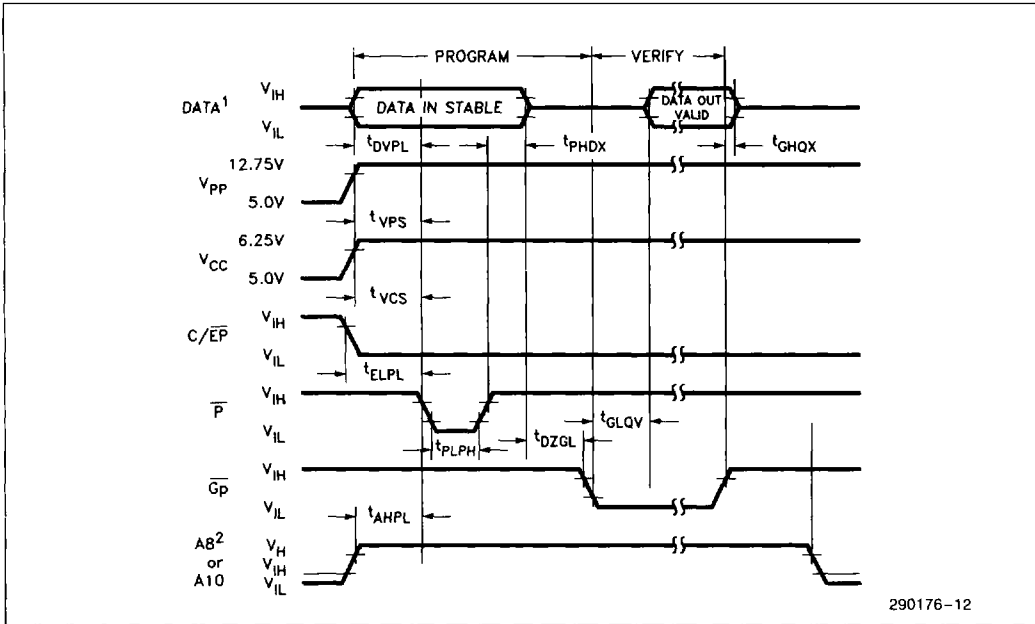 PROGRAM VERIFY
DATA¹ V_IH DATA IN STABLE DATA OUT VALID
V_IL
t_DVPL t_PHDX t_GHQX
V_PP 12.75V
5.0V
t_VPS
V_CC 6.25V
5.0V
t_VCS
C/E̅P̅ V_IH
V_IL
t_ELPL
P̅ V_IH
V_IL
t_PLPH t_DZGL t_GLQV
G̅p̅ V_IH
V_IL
t_AHPL
A8² or A10 V_H
V_IH
V_IL
290176-12